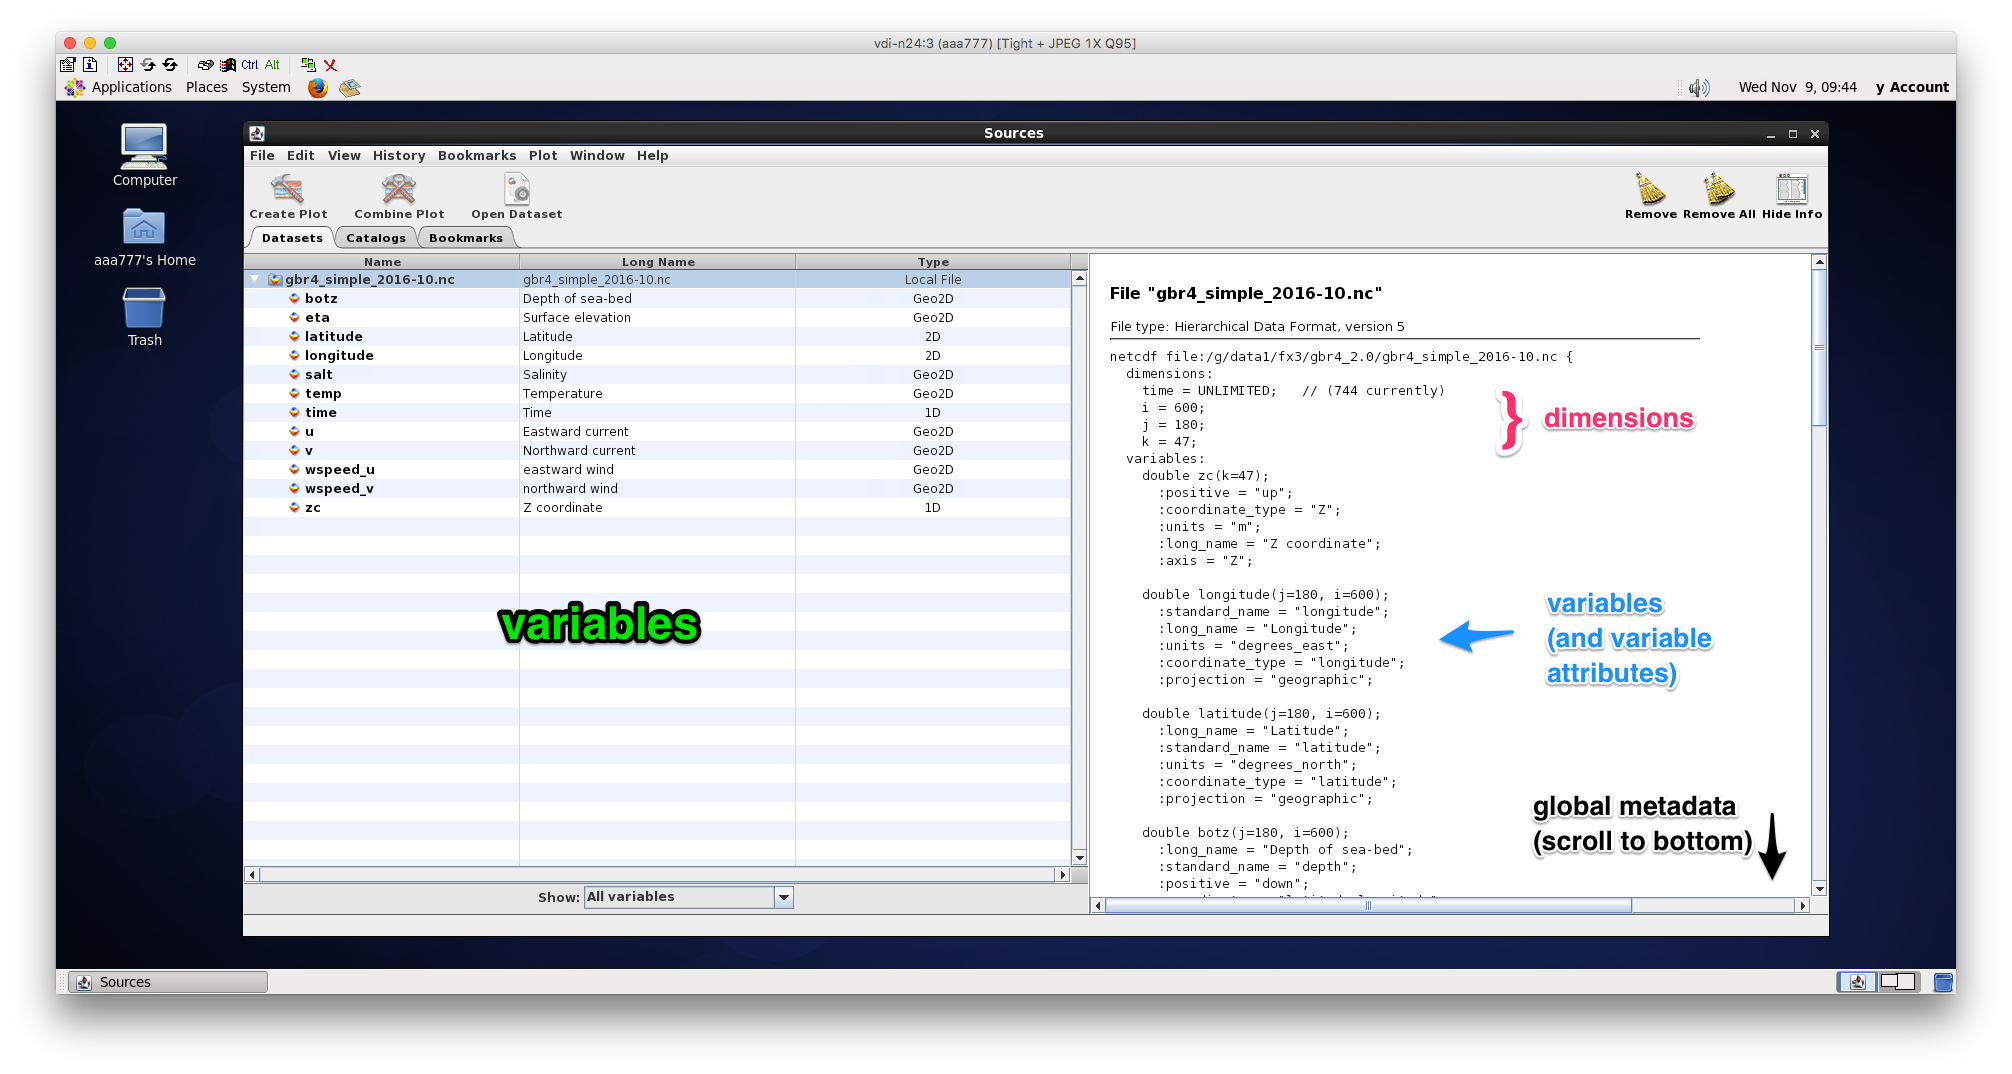 vdi-n24:3 (aaa777) [Tight + JPEG 1X Q95]
Ctrl Alt
Applications Places System
Wed Nov 9, 09:44 y Account
Computer
aaa777's Home
Trash
Sources
File Edit View History Bookmarks Plot Window Help
Create Plot Combine Plot Open Dataset
Remove Remove All Hide Info
Datasets Catalogs Bookmarks
Name Long Name Type
gbr4_simple_2016-10.nc gbr4_simple_2016-10.nc Local File
botz Depth of sea-bed Geo2D
eta Surface elevation Geo2D
latitude Latitude 2D
longitude Longitude 2D
salt Salinity Geo2D
temp Temperature Geo2D
time Time 1D
u Eastward current Geo2D
v Northward current Geo2D
wspeed_u eastward wind Geo2D
wspeed_v northward wind Geo2D
zc Z coordinate 1D
variables
Show: All variables
File "gbr4_simple_2016-10.nc"
File type: Hierarchical Data Format, version 5
netcdf file:/g/data1/fx3/gbr4_2.0/gbr4_simple_2016-10.nc {
dimensions:
time = UNLIMITED; // (744 currently)
i = 600;
j = 180;
k = 47;
} dimensions
variables:
double zc(k=47);
:positive = "up";
:coordinate_type = "Z";
:units = "m";
:long_name = "Z coordinate";
:axis = "Z";
double longitude(j=180, i=600);
:standard_name = "longitude";
:long_name = "Longitude";
:units = "degrees_east";
:coordinate_type = "longitude";
:projection = "geographic";
variables
(and variable
attributes)
double latitude(j=180, i=600);
:long_name = "Latitude";
:standard_name = "latitude";
:units = "degrees_north";
:coordinate_type = "latitude";
:projection = "geographic";
double botz(j=180, i=600);
:long_name = "Depth of sea-bed";
:standard_name = "depth";
:positive = "down";
global metadata
(scroll to bottom)
Sources